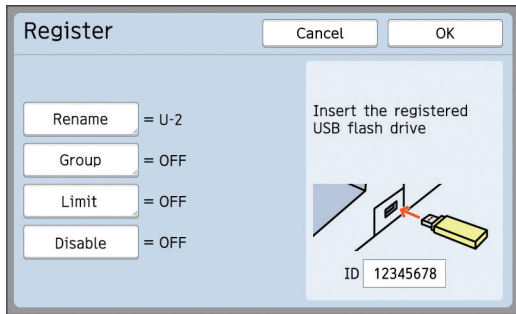 Register
Cancel
OK
Rename = U-2
Group = OFF
Limit = OFF
Disable = OFF
Insert the registered
USB flash drive
ID 12345678